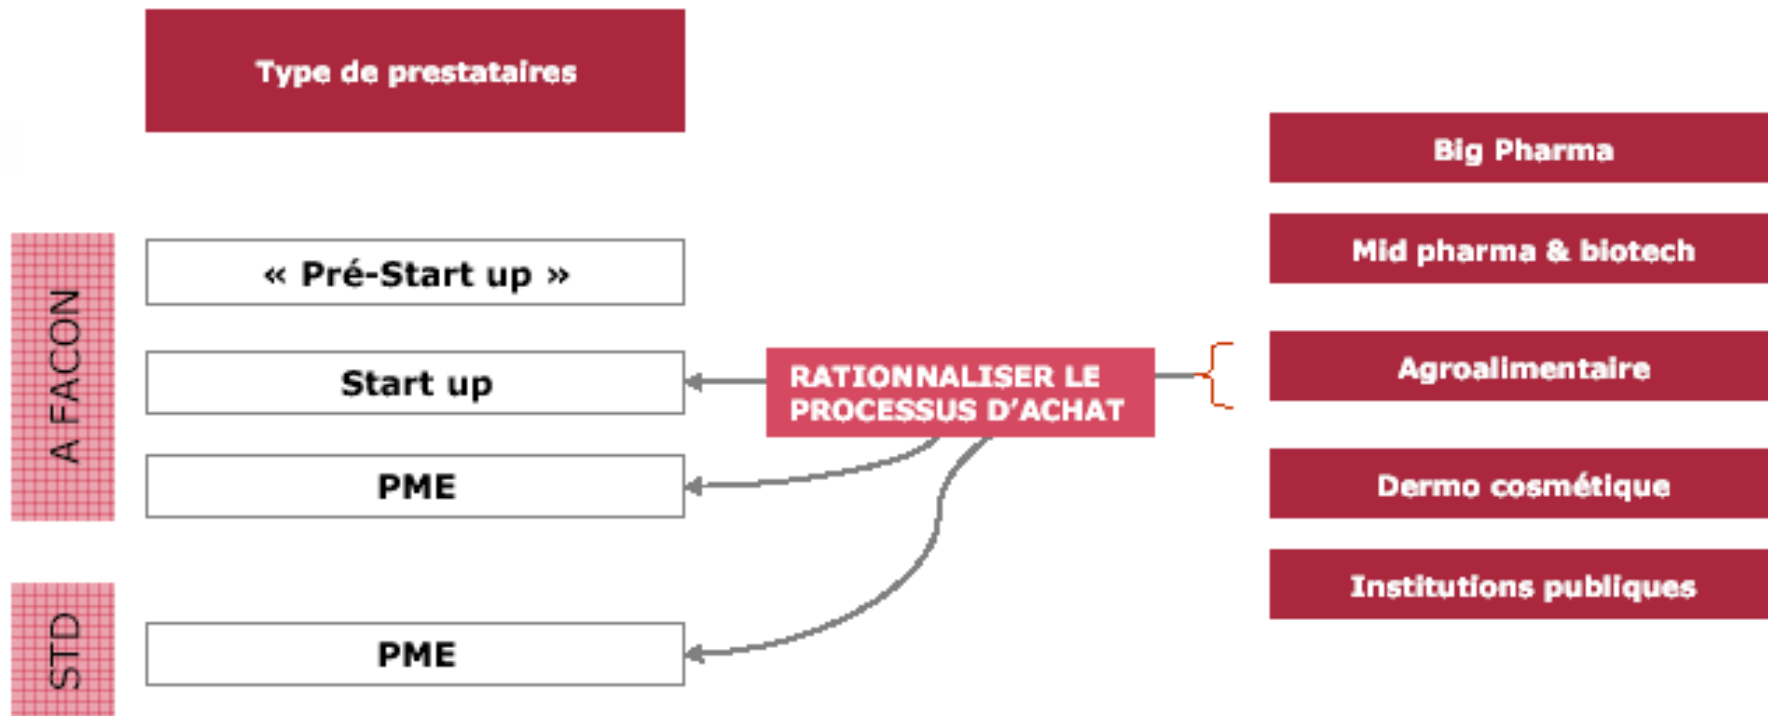 Type de prestataires
A FACON
« Pré-Start up »
Start up
PME
STD
PME
RATIONNALISER LE
PROCESSUS D’ACHAT
Big Pharma
Mid pharma & biotech
Agroalimentaire
Dermo cosmétique
Institutions publiques